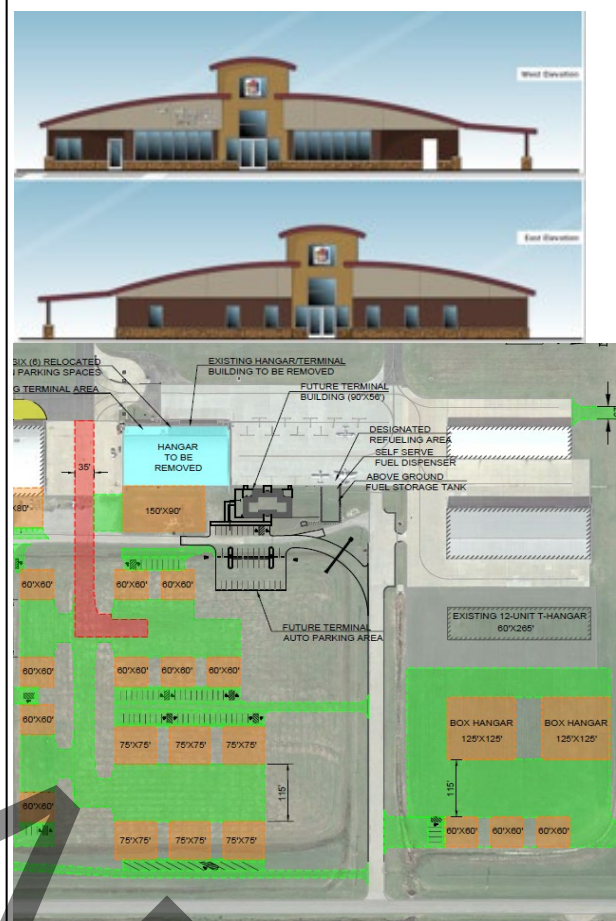 West Elevation
East Elevation
SIX (6) RELOCATED
PARKING SPACES
TERMINAL AREA
EXISTING HANGAR/TERMINAL
BUILDING TO BE REMOVED
FUTURE TERMINAL
BUILDING (90'X56')
DESIGNATED
REFUELING AREA
SELF SERVE
FUEL DISPENSER
ABOVE GROUND
FUEL STORAGE TANK
HANGAR
TO BE
REMOVED
35'
150'X90'
60'X60'
60'X60'
60'X60'
EXISTING 12-UNIT T-HANGAR
60'X265'
FUTURE TERMINAL
AUTO PARKING AREA
60'X60'
60'X60'
60'X60'
60'X60'
60'X60'
BOX HANGAR
125'X125'
BOX HANGAR
125'X125'
75'X75'
75'X75'
75'X75'
115'
115'
60'X60'
75'X75'
75'X75'
75'X75'
60'X60'
60'X60'
60'X60'